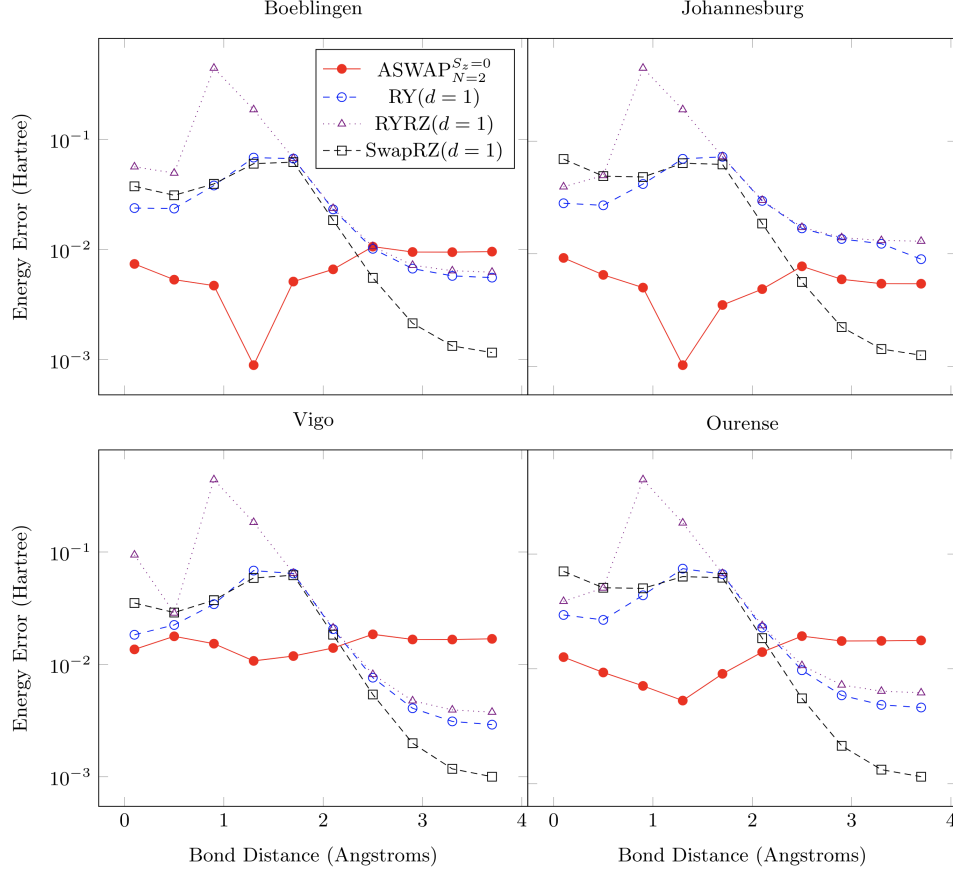 Boeblingen
Johannesburg
ASWAP$_{N=2}^{S_z=0}$
RY($d = 1$)
RYRZ($d = 1$)
SwapRZ($d = 1$)
Energy Error (Hartree)
$10^{-1}$
$10^{-2}$
$10^{-3}$
Vigo
Ourense
Energy Error (Hartree)
$10^{-1}$
$10^{-2}$
$10^{-3}$
0 1 2 3 4
0 1 2 3 4
Bond Distance (Angstroms)
Bond Distance (Angstroms)